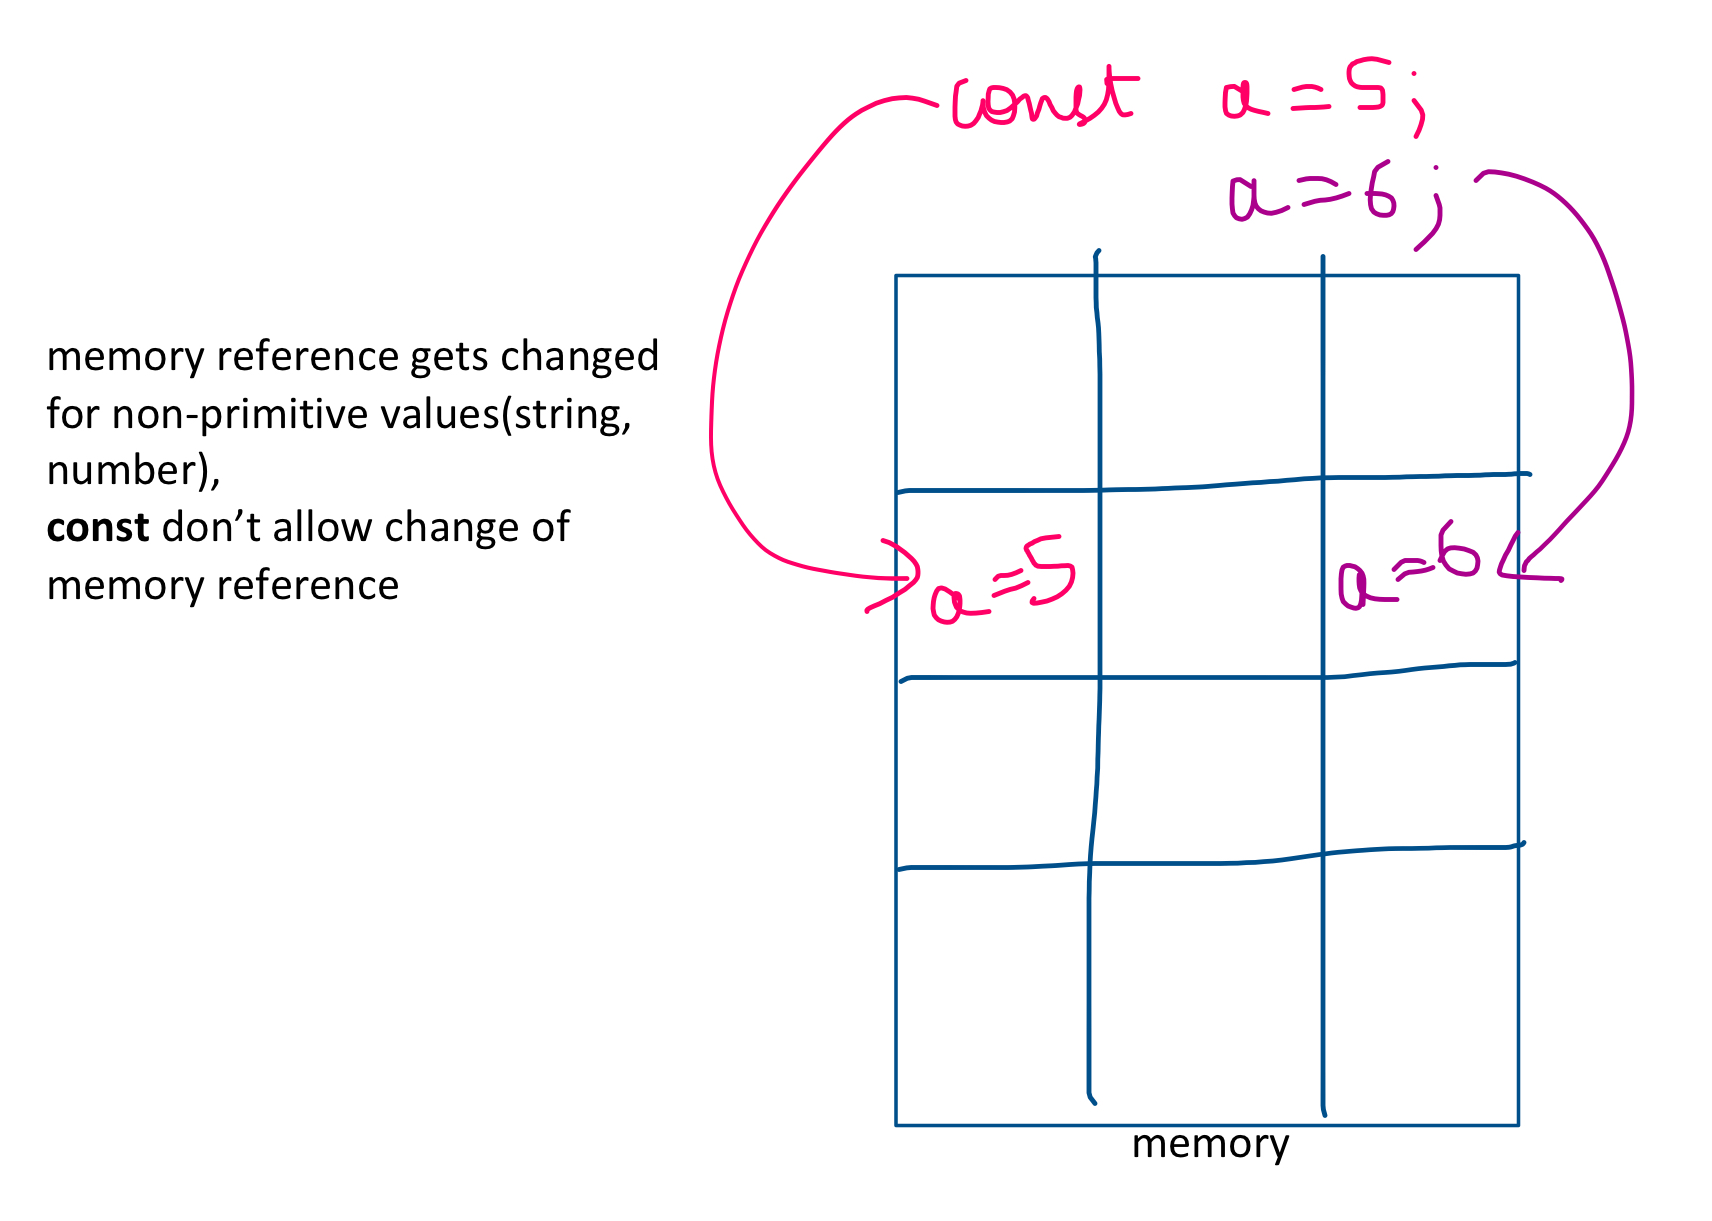 const a=5;
a=6;
memory reference gets changed
for non-primitive values(string,
number),
const don’t allow change of
memory reference
a=5
a=6
memory